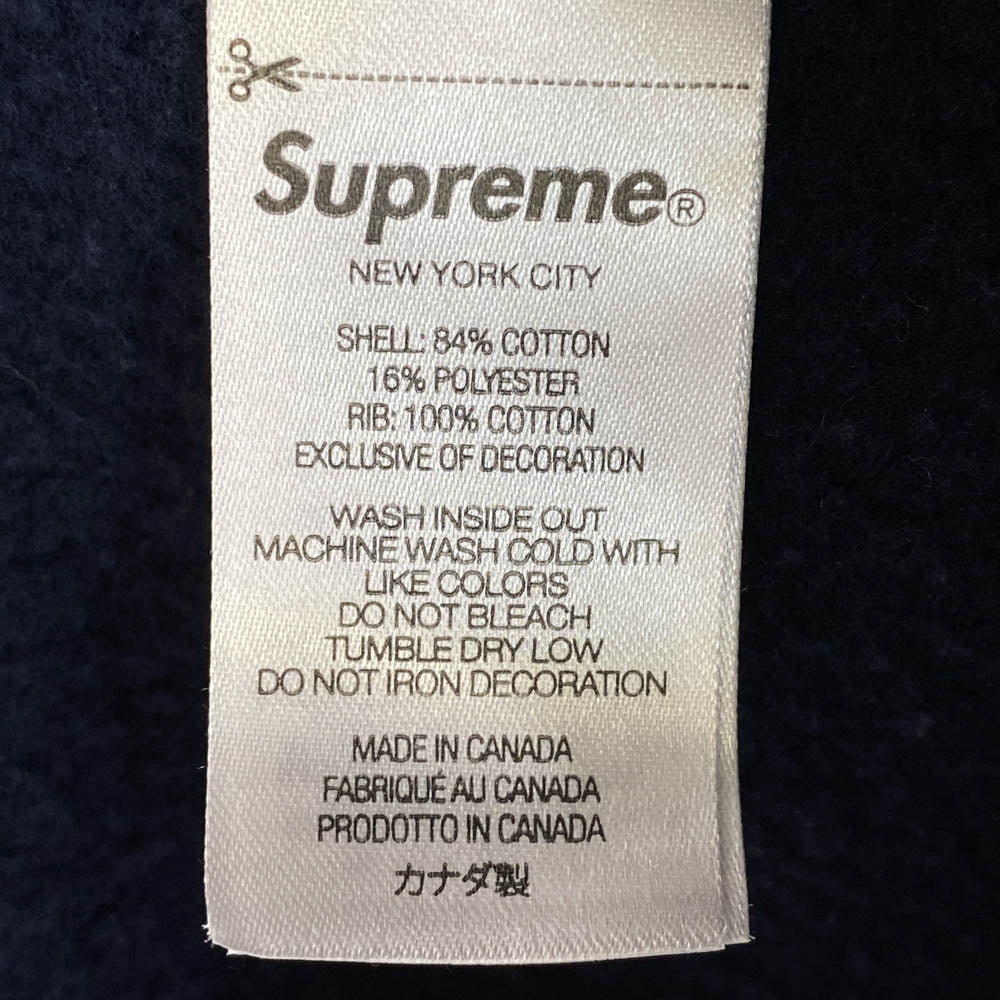 Supreme®
NEW YORK CITY
SHELL: 84% COTTON
16% POLYESTER
RIB: 100% COTTON
EXCLUSIVE OF DECORATION
WASH INSIDE OUT
MACHINE WASH COLD WITH
LIKE COLORS
DO NOT BLEACH
TUMBLE DRY LOW
DO NOT IRON DECORATION
MADE IN CANADA
FABRIQUÉ AU CANADA
PRODOTTO IN CANADA
カナダ製